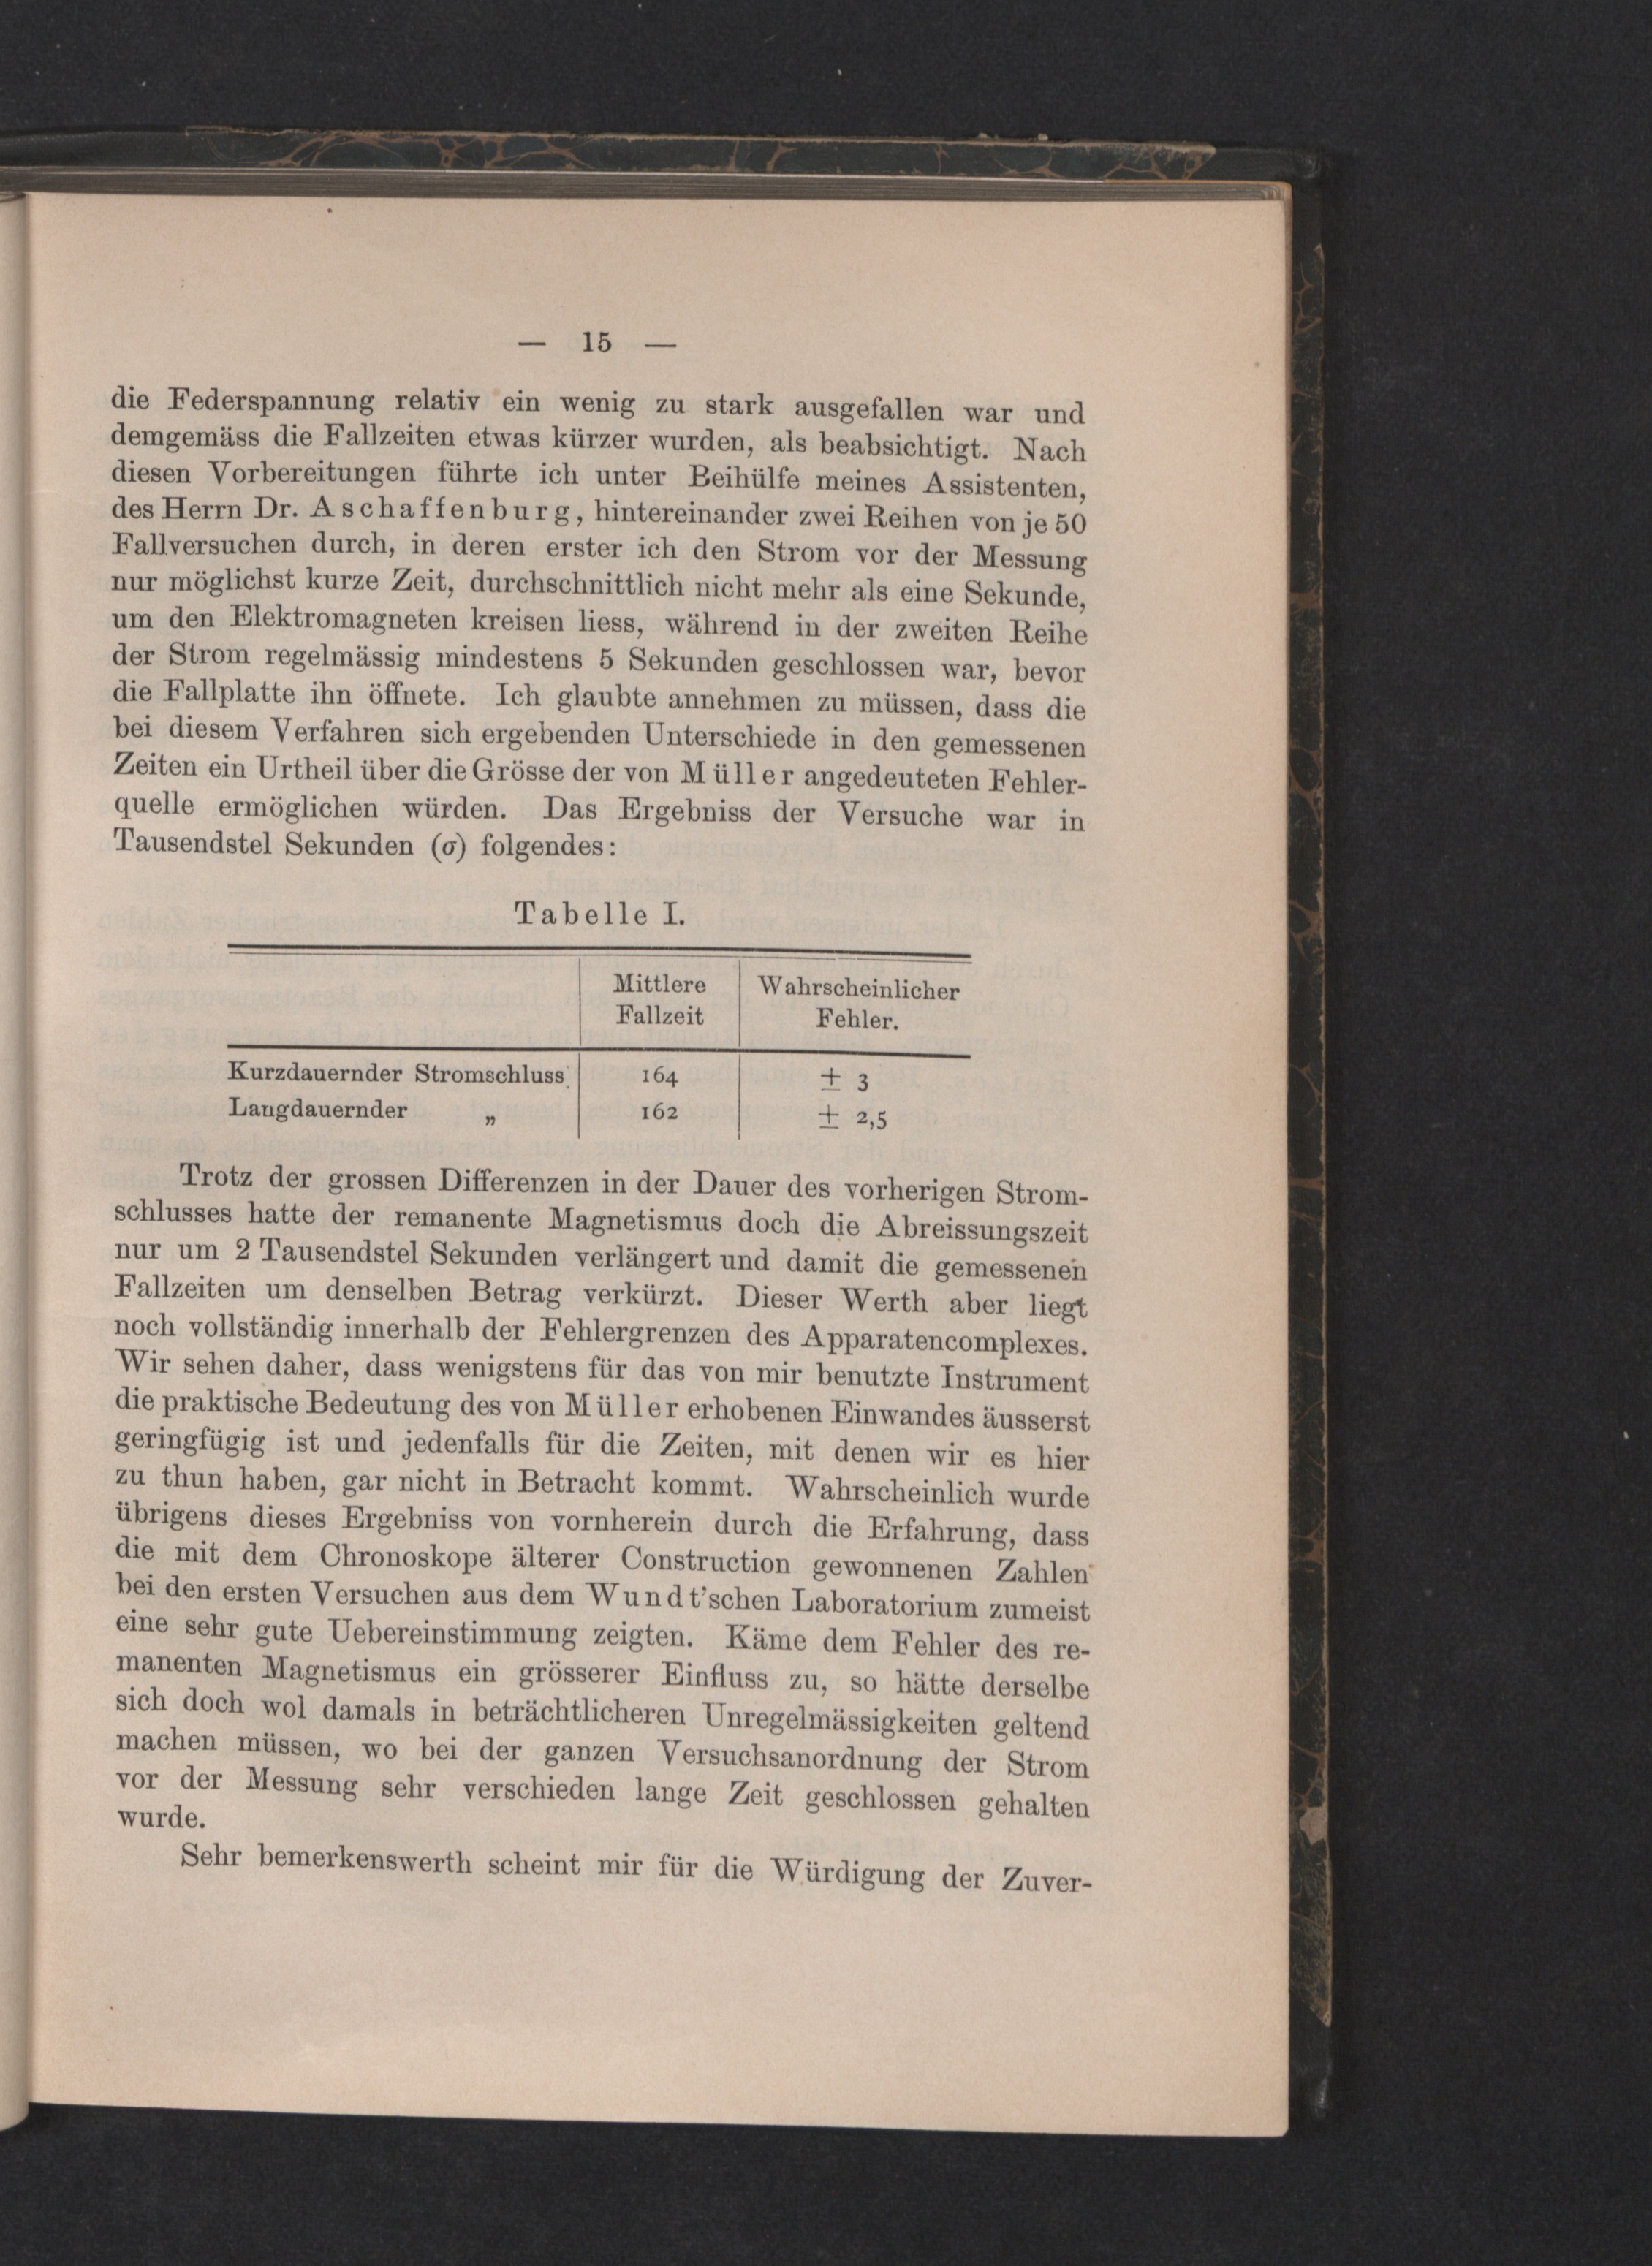 — 15 —
die Federspannung relativ ein wenig zu stark ausgefallen war und
demgemäss die Fallzeiten etwas kürzer wurden, als beabsichtigt. Nach
diesen Vorbereitungen führte ich unter Beihülfe meines Assistenten,
des Herrn Dr. Aschaffenburg, hintereinander zwei Reihen von je 50
Fallversuchen durch, in deren erster ich den Strom vor der Messung
nur möglichst kurze Zeit, durchschnittlich nicht mehr als eine Sekunde,
um den Elektromagneten kreisen liess, während in der zweiten Reihe
der Strom regelmässig mindestens 5 Sekunden geschlossen war, bevor
die Fallplatte ihn öffnete. Ich glaubte annehmen zu müssen, dass die
bei diesem Verfahren sich ergebenden Unterschiede in den gemessenen
Zeiten ein Urtheil über die Grösse der von Müller angedeuteten Fehler-
quelle ermöglichen würden. Das Ergebniss der Versuche war in
Tausendstel Sekunden (σ) folgendes:
Tabelle I.
Mittlere Wahrscheinlicher
Fallzeit Fehler.
Kurzdauernder Stromschluss 164 ± 3
Langdauernder „ 162 ± 2,5
Trotz der grossen Differenzen in der Dauer des vorherigen Strom-
schlusses hatte der remanente Magnetismus doch die Abreissungszeit
nur um 2 Tausendstel Sekunden verlängert und damit die gemessenen
Fallzeiten um denselben Betrag verkürzt. Dieser Werth aber liegt
noch vollständig innerhalb der Fehlergrenzen des Apparatencomplexes.
Wir sehen daher, dass wenigstens für das von mir benutzte Instrument
die praktische Bedeutung des von Müller erhobenen Einwandes äusserst
geringfügig ist und jedenfalls für die Zeiten, mit denen wir es hier
zu thun haben, gar nicht in Betracht kommt. Wahrscheinlich wurde
übrigens dieses Ergebniss von vornherein durch die Erfahrung, dass
die mit dem Chronoskope älterer Construction gewonnenen Zahlen
bei den ersten Versuchen aus dem Wundt'schen Laboratorium zumeist
eine sehr gute Uebereinstimmung zeigten. Käme dem Fehler des re-
manenten Magnetismus ein grösserer Einfluss zu, so hätte derselbe
sich doch wol damals in beträchtlicheren Unregelmässigkeiten geltend
machen müssen, wo bei der ganzen Versuchsanordnung der Strom
vor der Messung sehr verschieden lange Zeit geschlossen gehalten
wurde.
Sehr bemerkenswerth scheint mir für die Würdigung der Zuver-